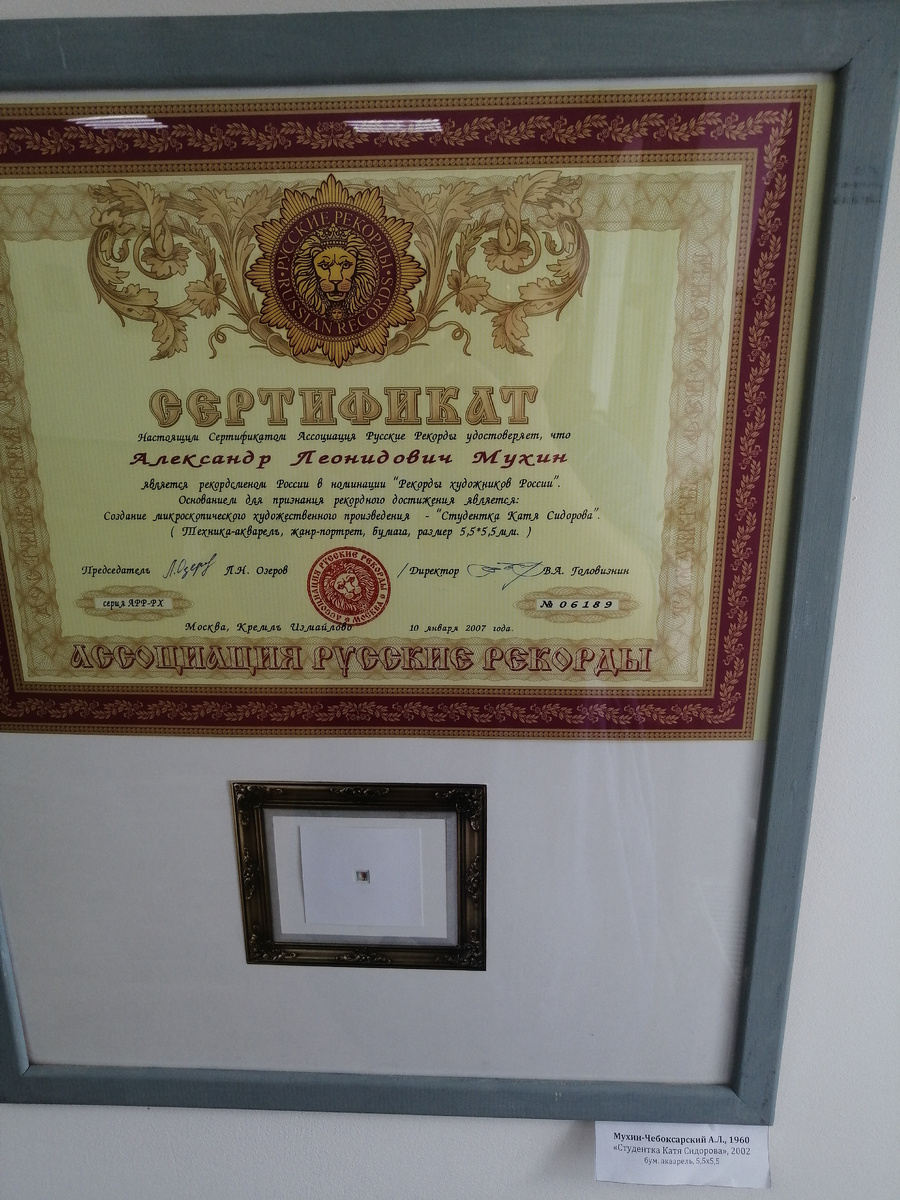 РУССКИЕ РЕКОРДЫ
RUSSIAN RECORDS
СЕРТИФИКАТ
Настоящим Сертификатом Ассоциация Русские Рекорды удостоверяет, что
Александр Леонидович Мухин
является рекордсменом России в номинации "Рекорды художников России".
Основанием для признания рекордного достижения является:
Создание микроскопического художественного произведения - "Студентка Катя Сидорова".
( Техника-акварель, жанр-портрет, бумага, размер 5,5*5,5мм. )
Председатель Л.Н. Озеров / Директор В.А. Головизнин
АССОЦИАЦИЯ РУССКИЕ РЕКОРДЫ МОСКВА
серия АРР-РХ № 06189
Москва, Кремль Измайлово 10 января 2007 года.
АССОЦИАЦИЯ РУССКИЕ РЕКОРДЫ
Мухин-Чебоксарский А.Л., 1960
«Студентка Катя Сидорова», 2002
бум. акварель, 5,5х5,5